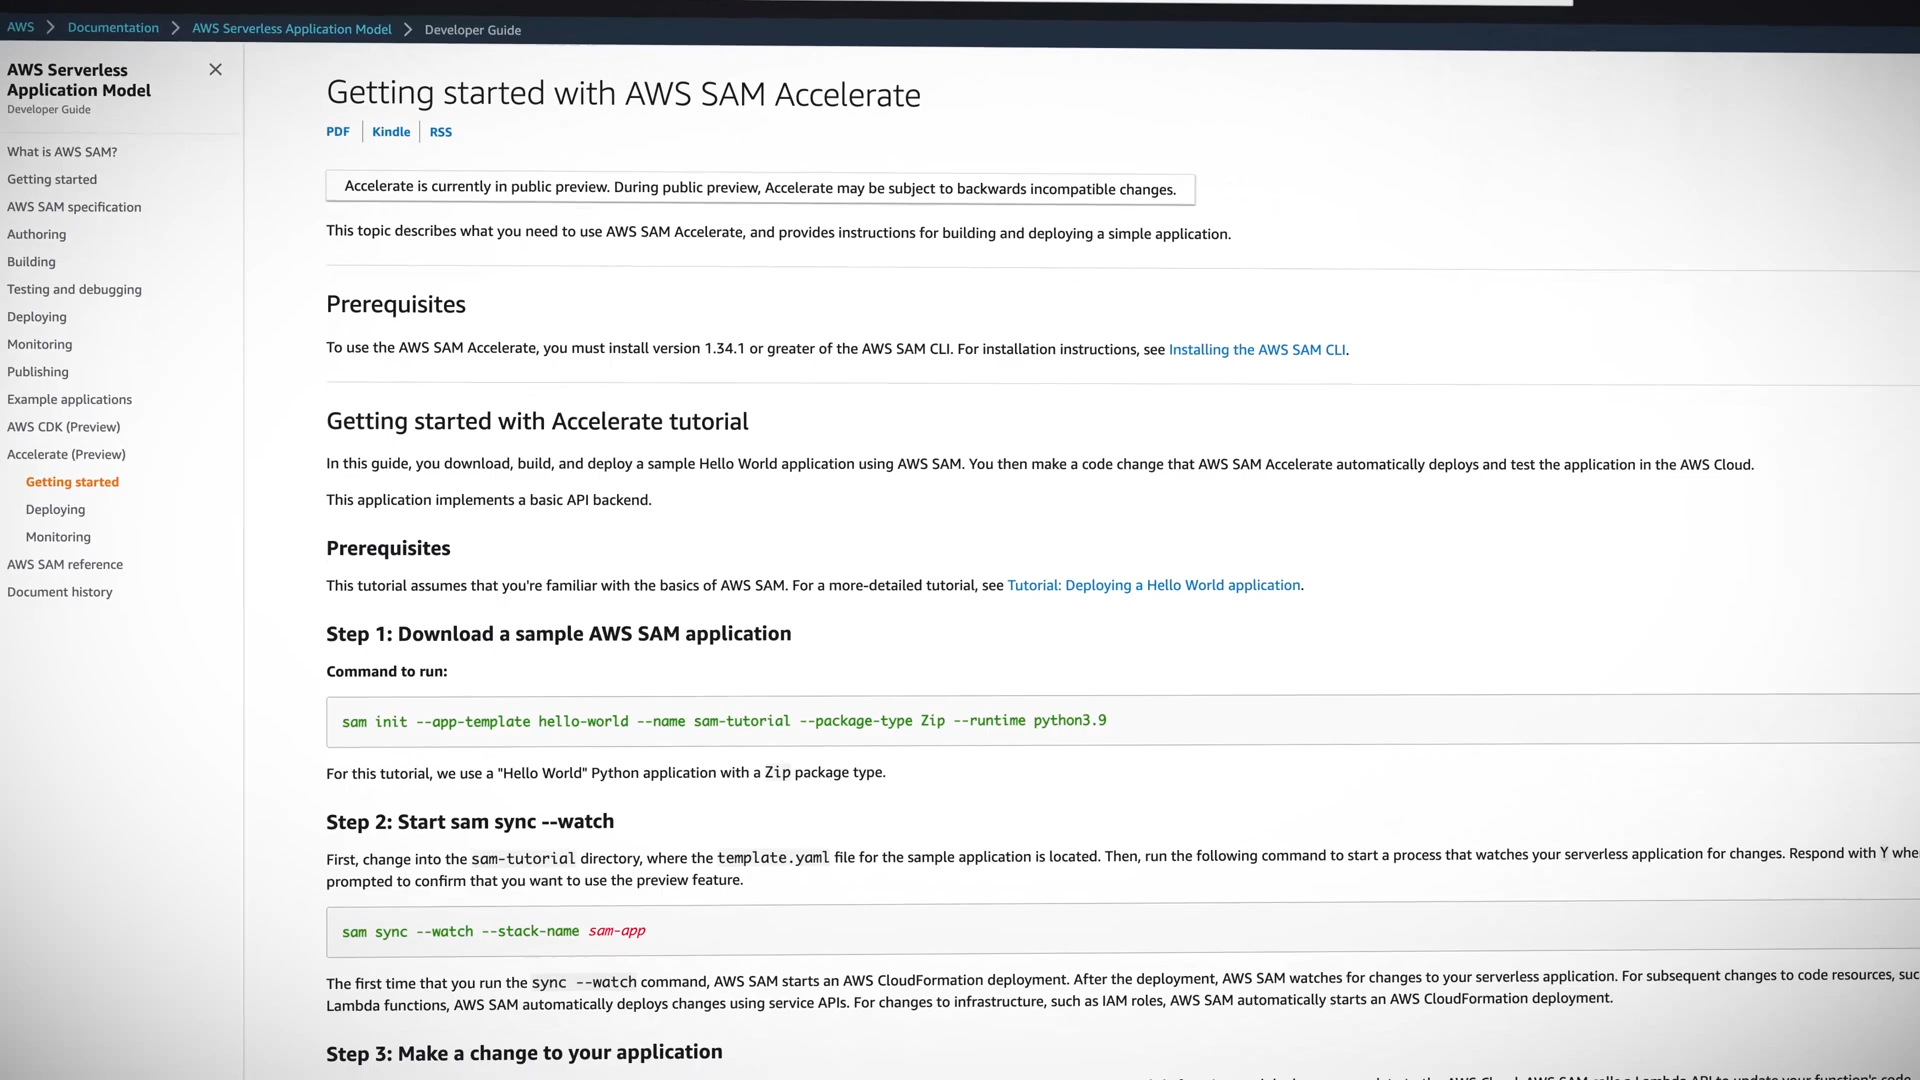 AWS > Documentation > AWS Serverless Application Model > Developer Guide
AWS Serverless
Application Model
Developer Guide
What is AWS SAM?
Getting started
AWS SAM specification
Authoring
Building
Testing and debugging
Deploying
Monitoring
Publishing
Example applications
AWS CDK (Preview)
Accelerate (Preview)
Getting started
Deploying
Monitoring
AWS SAM reference
Document history
Getting started with AWS SAM Accelerate
PDF | Kindle | RSS
Accelerate is currently in public preview. During public preview, Accelerate may be subject to backwards incompatible changes.
This topic describes what you need to use AWS SAM Accelerate, and provides instructions for building and deploying a simple application.
Prerequisites
To use the AWS SAM Accelerate, you must install version 1.34.1 or greater of the AWS SAM CLI. For installation instructions, see Installing the AWS SAM CLI.
Getting started with Accelerate tutorial
In this guide, you download, build, and deploy a sample Hello World application using AWS SAM. You then make a code change that AWS SAM Accelerate automatically deploys and test the application in the AWS Cloud.
This application implements a basic API backend.
Prerequisites
This tutorial assumes that you're familiar with the basics of AWS SAM. For a more-detailed tutorial, see Tutorial: Deploying a Hello World application.
Step 1: Download a sample AWS SAM application
Command to run:
sam init --app-template hello-world --name sam-tutorial --package-type Zip --runtime python3.9
For this tutorial, we use a "Hello World" Python application with a Zip package type.
Step 2: Start sam sync --watch
First, change into the sam-tutorial directory, where the template.yaml file for the sample application is located. Then, run the following command to start a process that watches your serverless application for changes. Respond with Y whe
prompted to confirm that you want to use the preview feature.
sam sync --watch --stack-name sam-app
The first time that you run the sync --watch command, AWS SAM starts an AWS CloudFormation deployment. After the deployment, AWS SAM watches for changes to your serverless application. For subsequent changes to code resources, suc
Lambda functions, AWS SAM automatically deploys changes using service APIs. For changes to infrastructure, such as IAM roles, AWS SAM automatically starts an AWS CloudFormation deployment.
Step 3: Make a change to your application